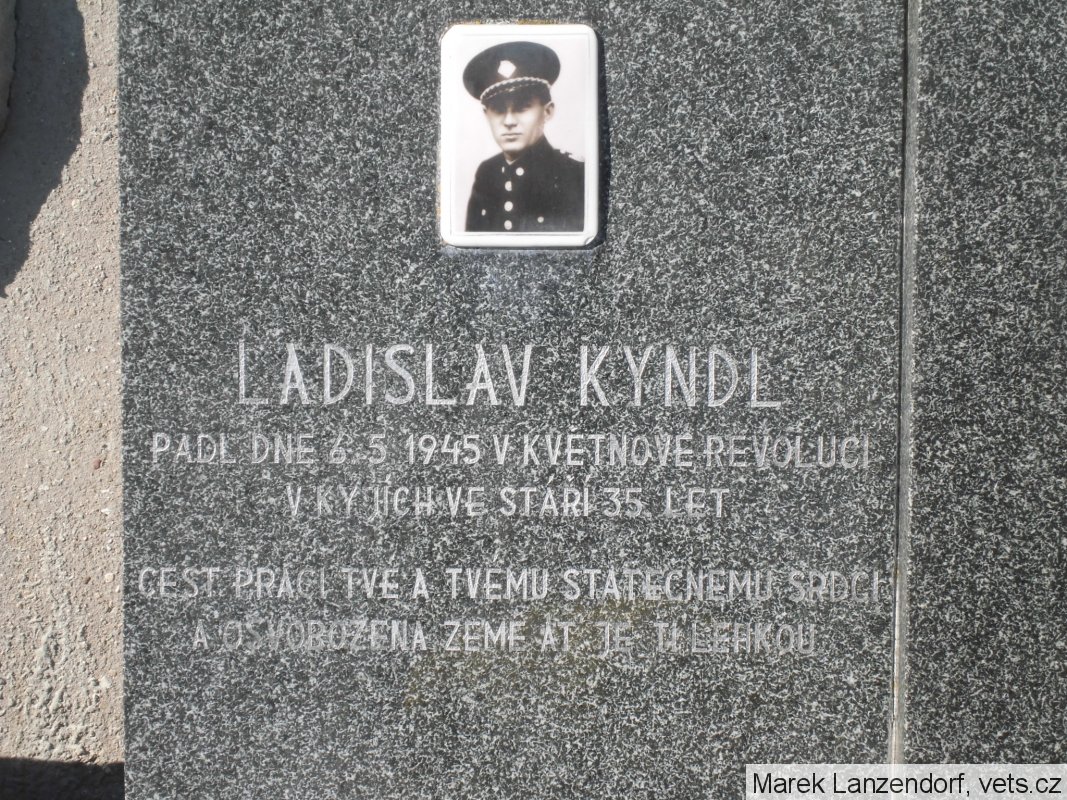 LADISLAV KYNDL
PADL DNE 6. 5. 1945 V KVĚTNOVÉ REVOLUCI
V KYJÍCH VE STÁŘÍ 35 LET
ČEST PRÁCI TVÉ A TVÉMU STATEČNÉMU SRDCI
A OSVOBOZENÁ ZEMĚ AŤ JE TI LEHKOU
Marek Lanzendorf, vets.cz